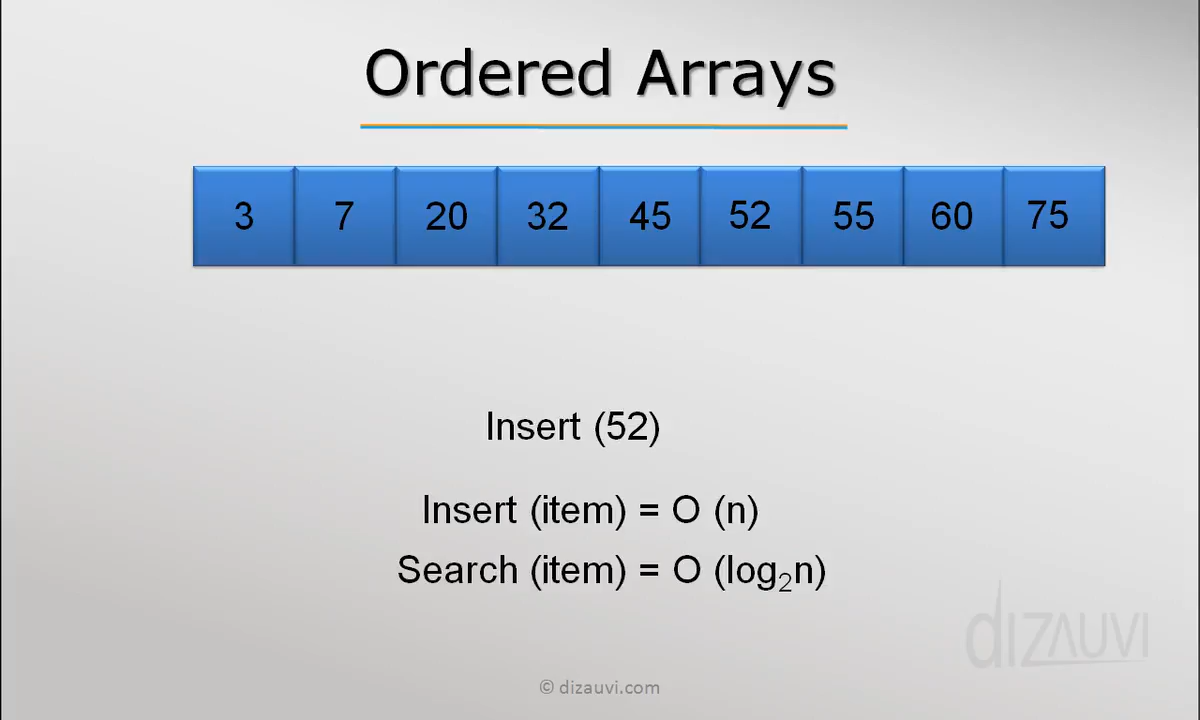 Ordered Arrays
3 7 20 32 45 52 55 60 75
Insert (52)
Insert (item) = O (n)
Search (item) = O (log₂n)
dizauvi
© dizauvi.com